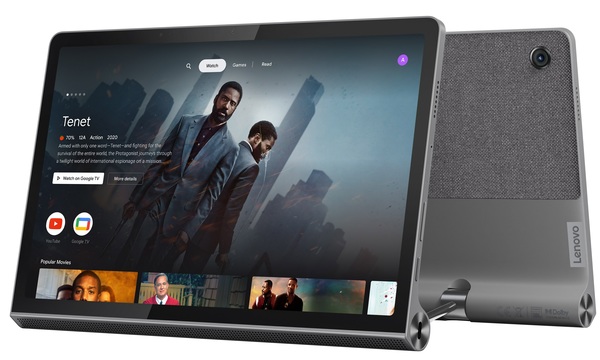 Watch
Games
Read
A
Tenet
70% 12A Action 2020
Armed with only one word—Tenet—and fighting for the
survival of the entire world, the Protagonist journeys through
a twilight world of international espionage on a mission...
Watch on Google TV
More details
YouTube
Google TV
Popular Movies
Lenovo